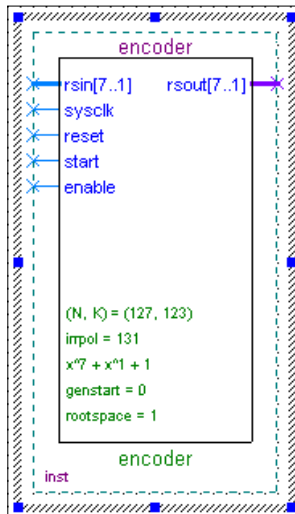 encoder
rsin[7..1] rsout[7..1]
sysclk
reset
start
enable
(N, K) = (127, 123)
irrpol = 131
x^7 + x^1 + 1
genstart = 0
rootspace = 1
encoder
inst